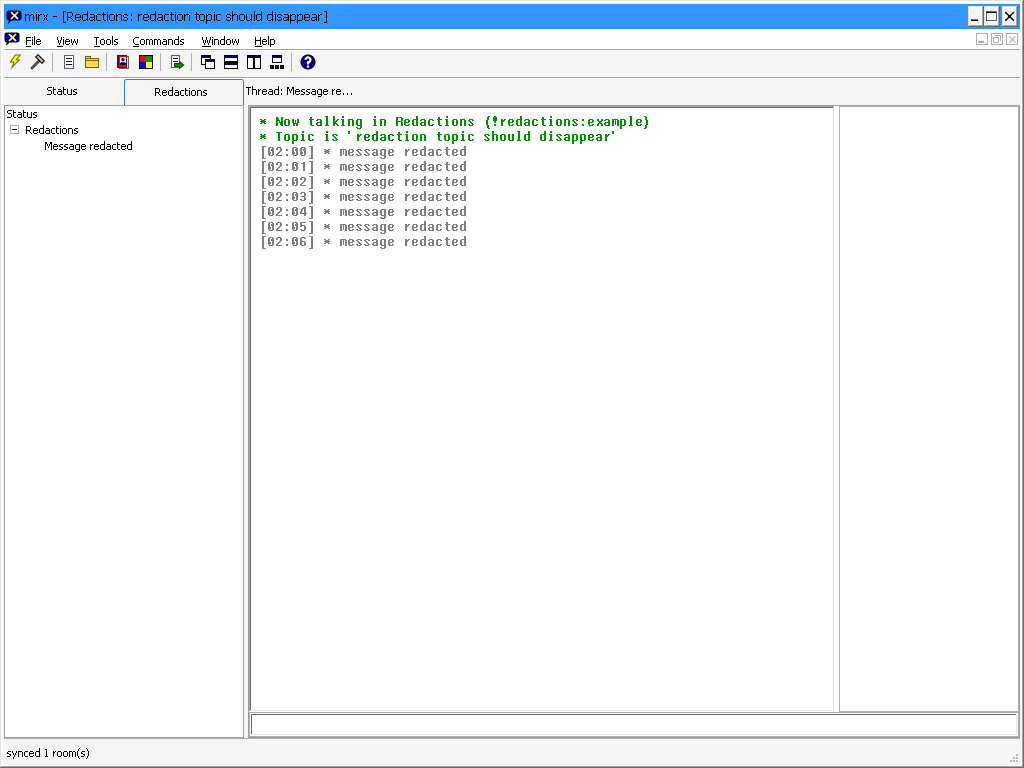 mirx - [Redactions: redaction topic should disappear]
File View Tools Commands Window Help
Status Redactions Thread: Message re...
Status
Redactions
Message redacted
* Now talking in Redactions (!redactions:example)
* Topic is 'redaction topic should disappear'
[02:00] * message redacted
[02:01] * message redacted
[02:02] * message redacted
[02:03] * message redacted
[02:04] * message redacted
[02:05] * message redacted
[02:06] * message redacted
synced 1 room(s)